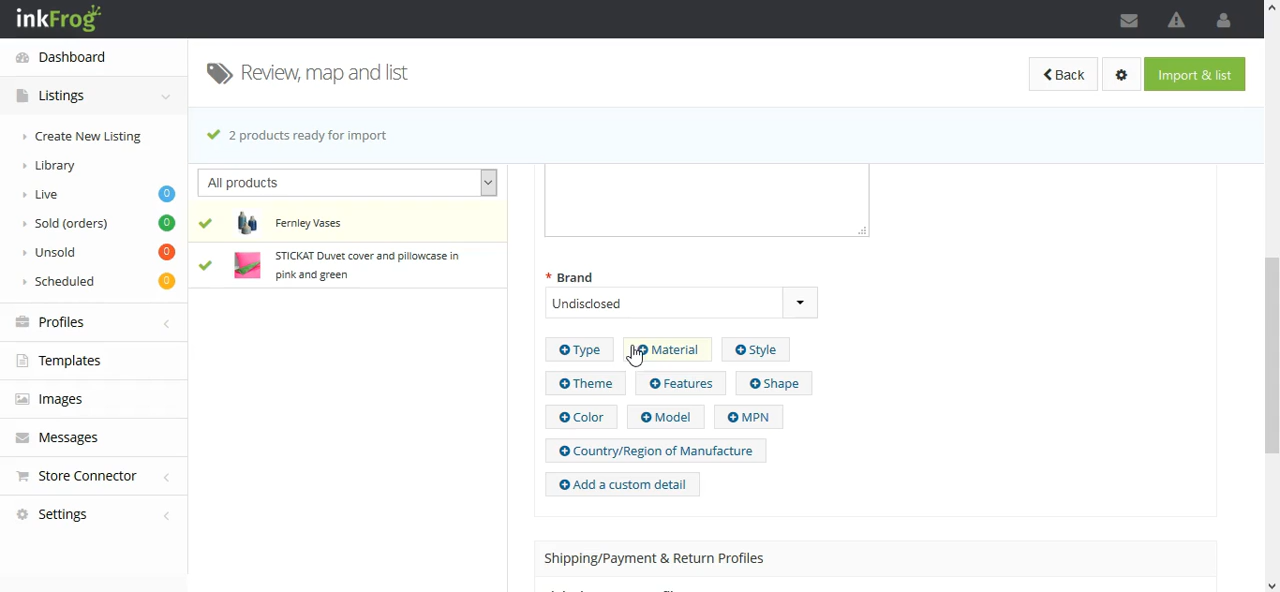 inkFrog
Dashboard
Listings
Create New Listing
Library
Live 0
Sold (orders) 0
Unsold 0
Scheduled 0
Profiles
Templates
Images
Messages
Store Connector
Settings
Review, map and list
Back
Import & list
2 products ready for import
All products
Fernley Vases
STICKAT Duvet cover and pillowcase in
pink and green
* Brand
Undisclosed
Type Material Style
Theme Features Shape
Color Model MPN
Country/Region of Manufacture
Add a custom detail
Shipping/Payment & Return Profiles